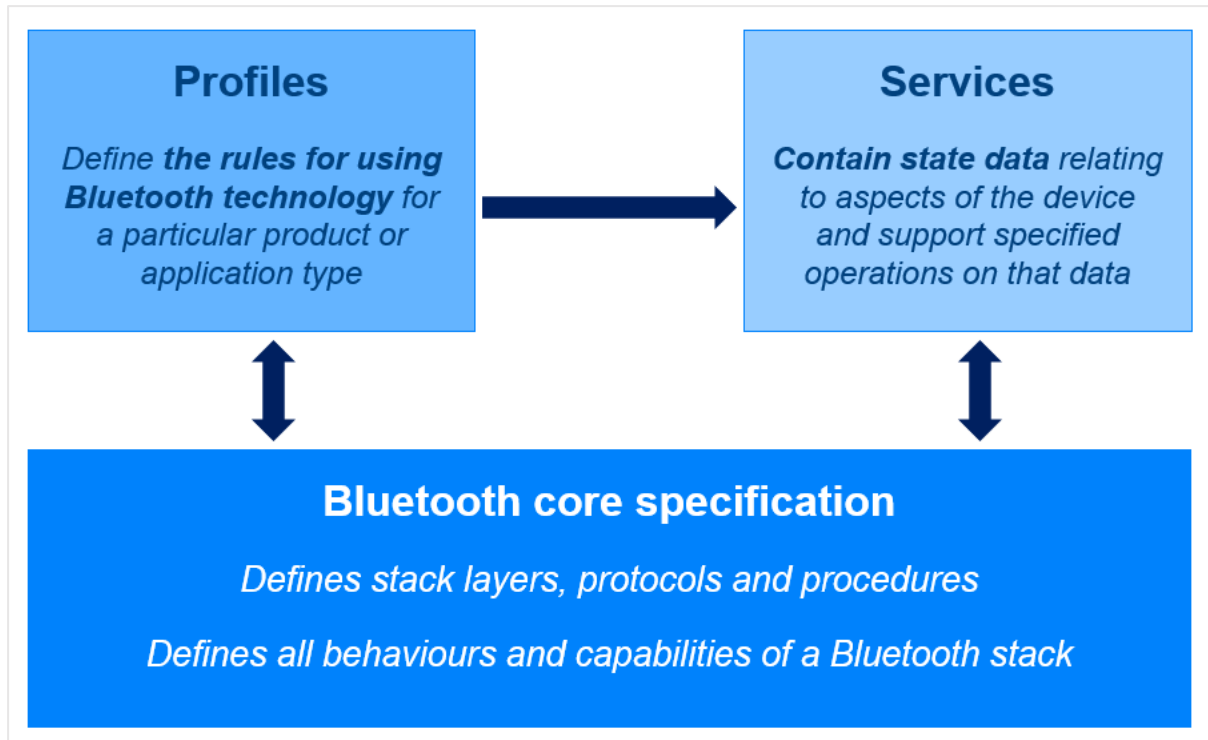 Profiles
Define the rules for using
Bluetooth technology for
a particular product or
application type
Services
Contain state data relating
to aspects of the device
and support specified
operations on that data
Bluetooth core specification
Defines stack layers, protocols and procedures
Defines all behaviours and capabilities of a Bluetooth stack